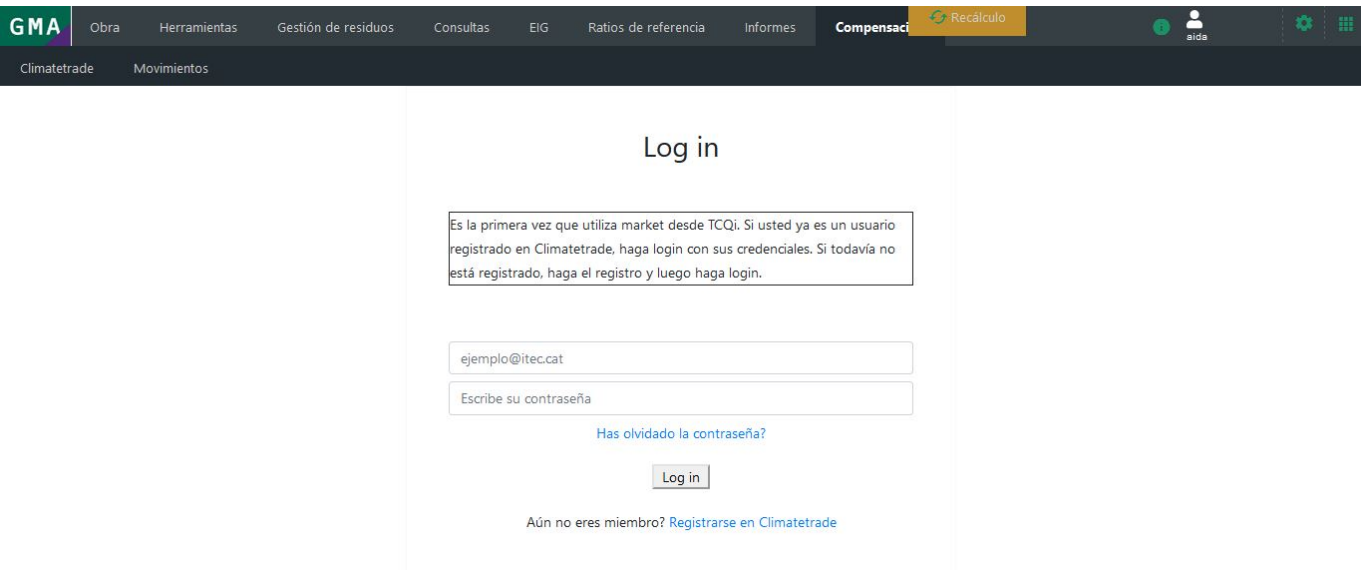 GMA Obra Herramientas Gestión de residuos Consultas EIG Ratios de referencia Informes Compensaci Recálculo
aida
Climatetrade Movimientos
Log in
Es la primera vez que utiliza market desde TCQi. Si usted ya es un usuario
registrado en Climatetrade, haga login con sus credenciales. Si todavía no
está registrado, haga el registro y luego haga login.
ejemplo@itec.cat
Escribe su contraseña
Has olvidado la contraseña?
Log in
Aún no eres miembro? Registrarse en Climatetrade